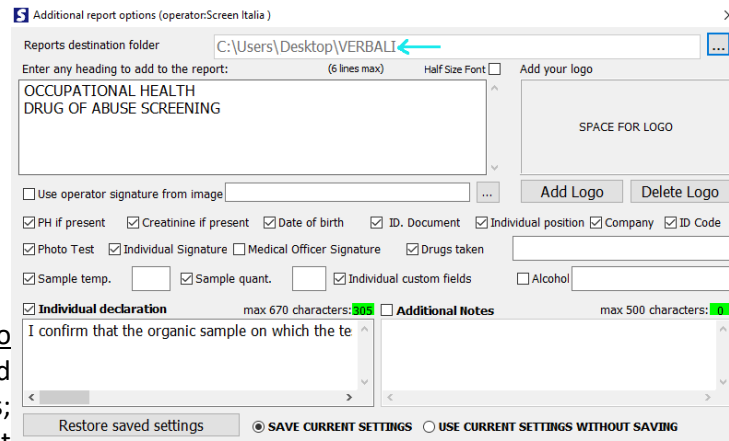 Additional report options (operator:Screen Italia )
Reports destination folder C:\Users\Desktop\VERBALI ...
Enter any heading to add to the report: (6 lines max) Half Size Font Add your logo
OCCUPATIONAL HEALTH
DRUG OF ABUSE SCREENING
SPACE FOR LOGO
Use operator signature from image ... Add Logo Delete Logo
PH if present Creatinine if present Date of birth ID. Document Individual position Company ID Code
Photo Test Individual Signature Medical Officer Signature Drugs taken
Sample temp. Sample quant. Individual custom fields Alcohol
Individual declaration max 670 characters: 305 Additional Notes max 500 characters: 0
I confirm that the organic sample on which the te
Restore saved settings SAVE CURRENT SETTINGS USE CURRENT SETTINGS WITHOUT SAVING